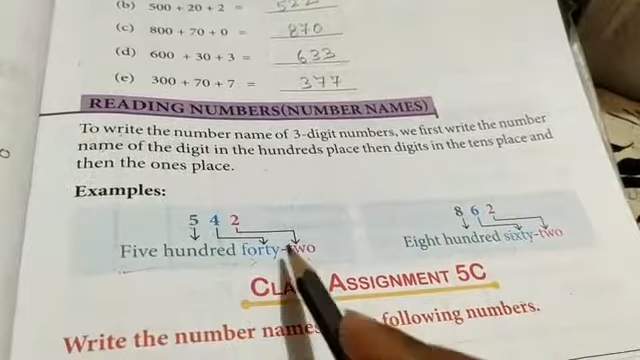 (b) 500 + 20 + 2 = 522
(c) 800 + 70 + 0 = 870
(d) 600 + 30 + 3 = 633
(e) 300 + 70 + 7 = 377
READING NUMBERS(NUMBER NAMES)
To write the number name of 3-digit numbers, we first write the number
name of the digit in the hundreds place then digits in the tens place and
then the ones place.
Examples:
5 4 2
Five hundred forty-two
8 6 2
Eight hundred sixty-two
ASSIGNMENT 5C
Write the number names following numbers.